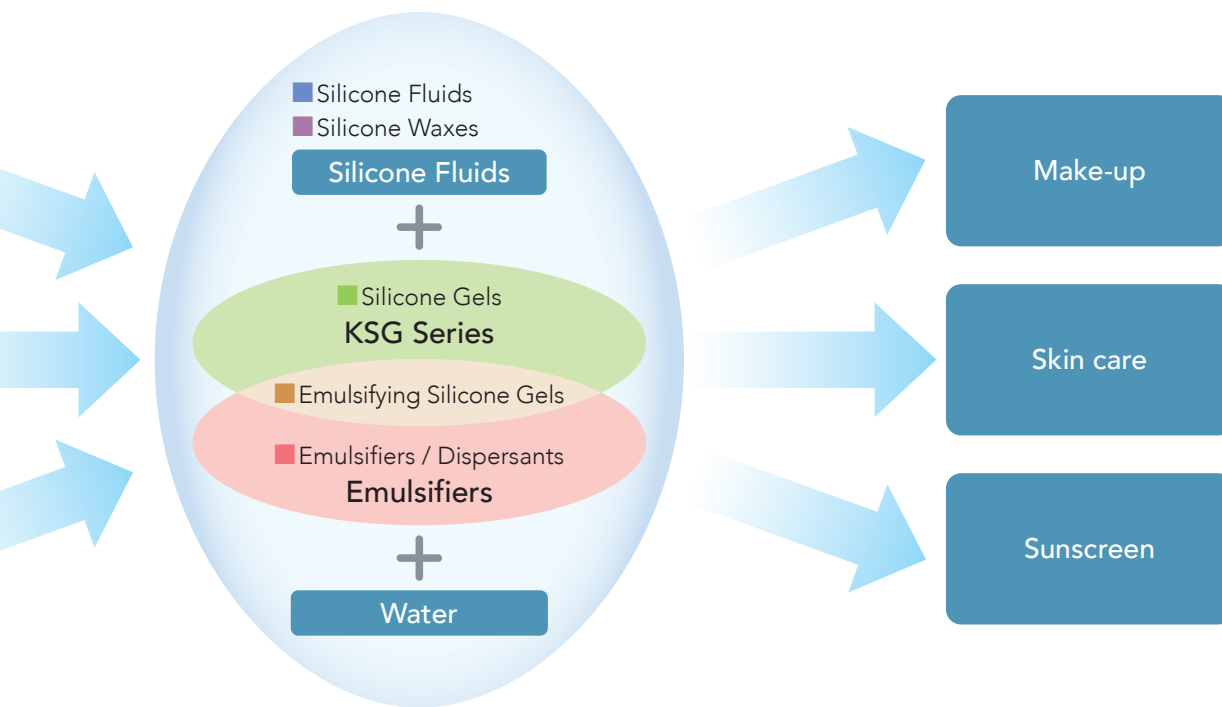 Silicone Fluids
Silicone Waxes
Silicone Fluids
+
Silicone Gels
KSG Series
Emulsifying Silicone Gels
Emulsifiers / Dispersants
Emulsifiers
+
Water
Make-up
Skin care
Sunscreen